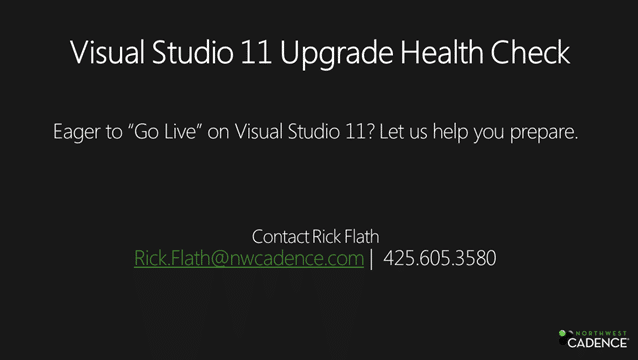 Visual Studio 11 Upgrade Health Check
Eager to “Go Live” on Visual Studio 11? Let us help you prepare.
Contact Rick Flath
Rick.Flath@nwcadence.com | 425.605.3580
NORTHWEST
CADENCE